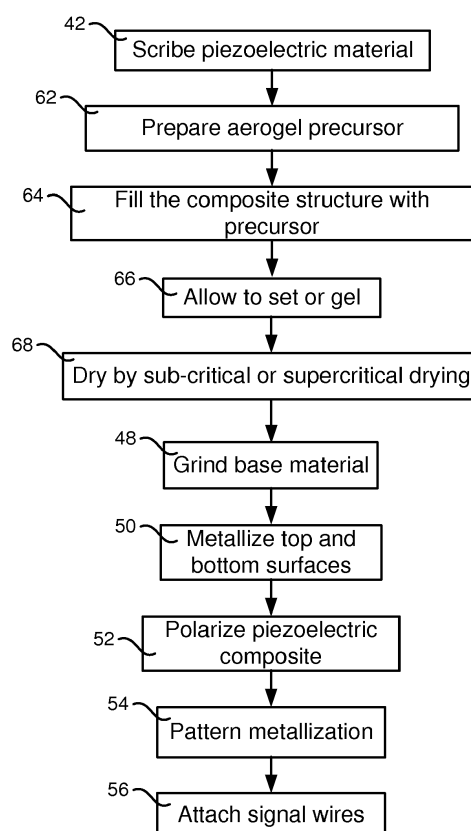 42
Scribe piezoelectric material
62
Prepare aerogel precursor
64
Fill the composite structure with
precursor
66
Allow to set or gel
68
Dry by sub-critical or supercritical drying
48
Grind base material
50
Metallize top and
bottom surfaces
52
Polarize piezoelectric
composite
54
Pattern metallization
56
Attach signal wires